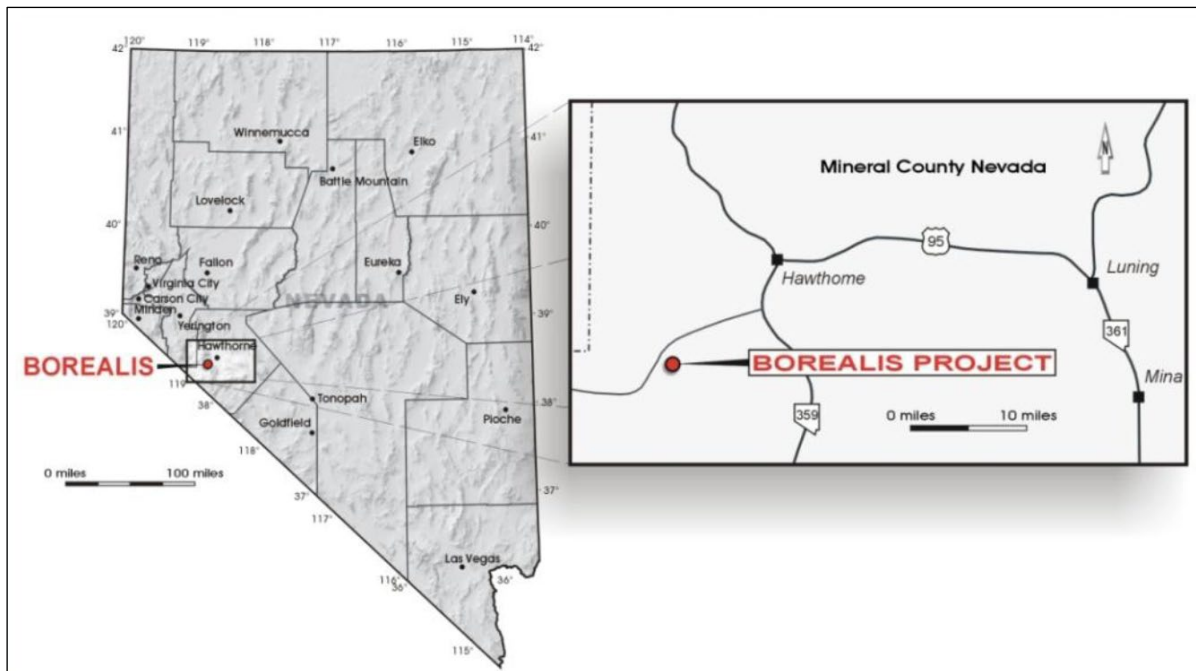 120°
119°
118°
117°
116°
115°
114°
42°
42°
41°
41°
Winnemucca
Elko
Battle Mountain
Lovelock
40°
40°
Reno
Fallon
Eureka
Virginia City
Carson City
Minden
NEVADA
Ely
39°
39°
120°
Yerington
Hawthorne
BOREALIS
119
38°
Tonopah
38°
Goldfield
Pioche
118°
0 miles
100 miles
37°
37°
117°
Las Vegas
116°
36°
36°
115°
Mineral County Nevada
N
95
Hawthorne
Luning
361
BOREALIS PROJECT
Mina
359
0 miles
10 miles